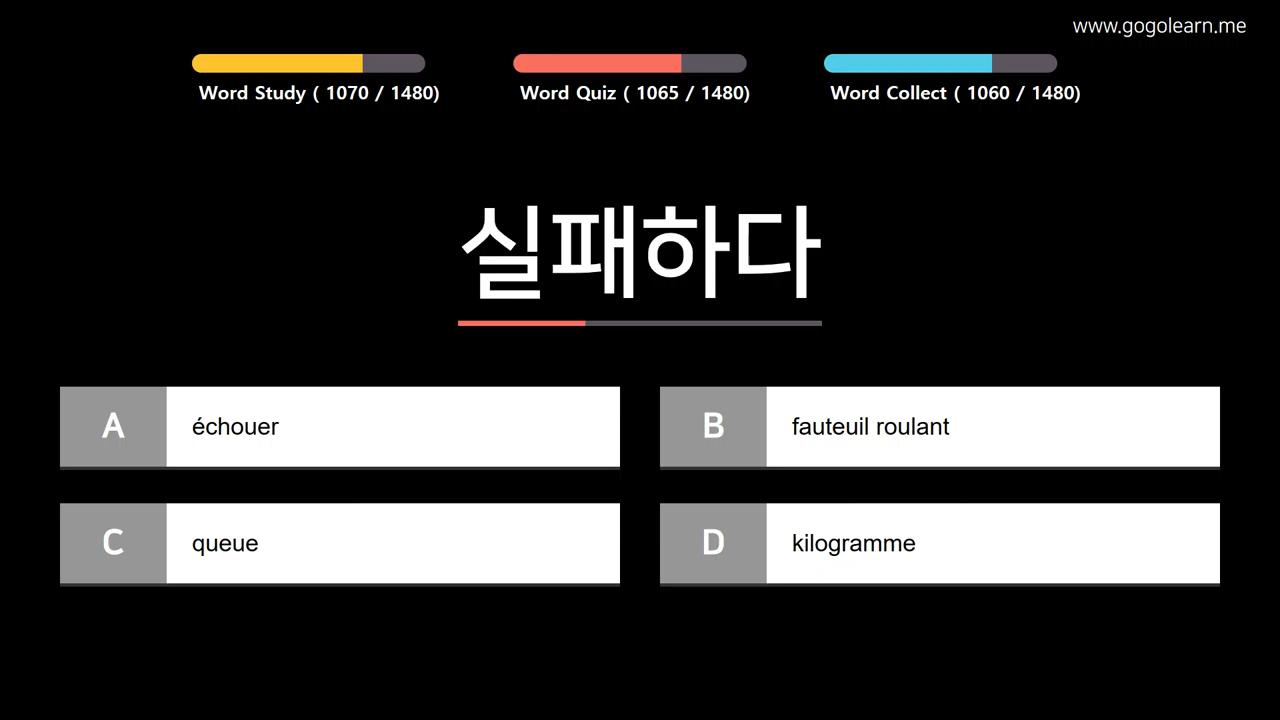 www.gogolearn.me
Word Study ( 1070 / 1480)
Word Quiz ( 1065 / 1480)
Word Collect ( 1060 / 1480)
실패하다
A échouer
B fauteuil roulant
C queue
D kilogramme